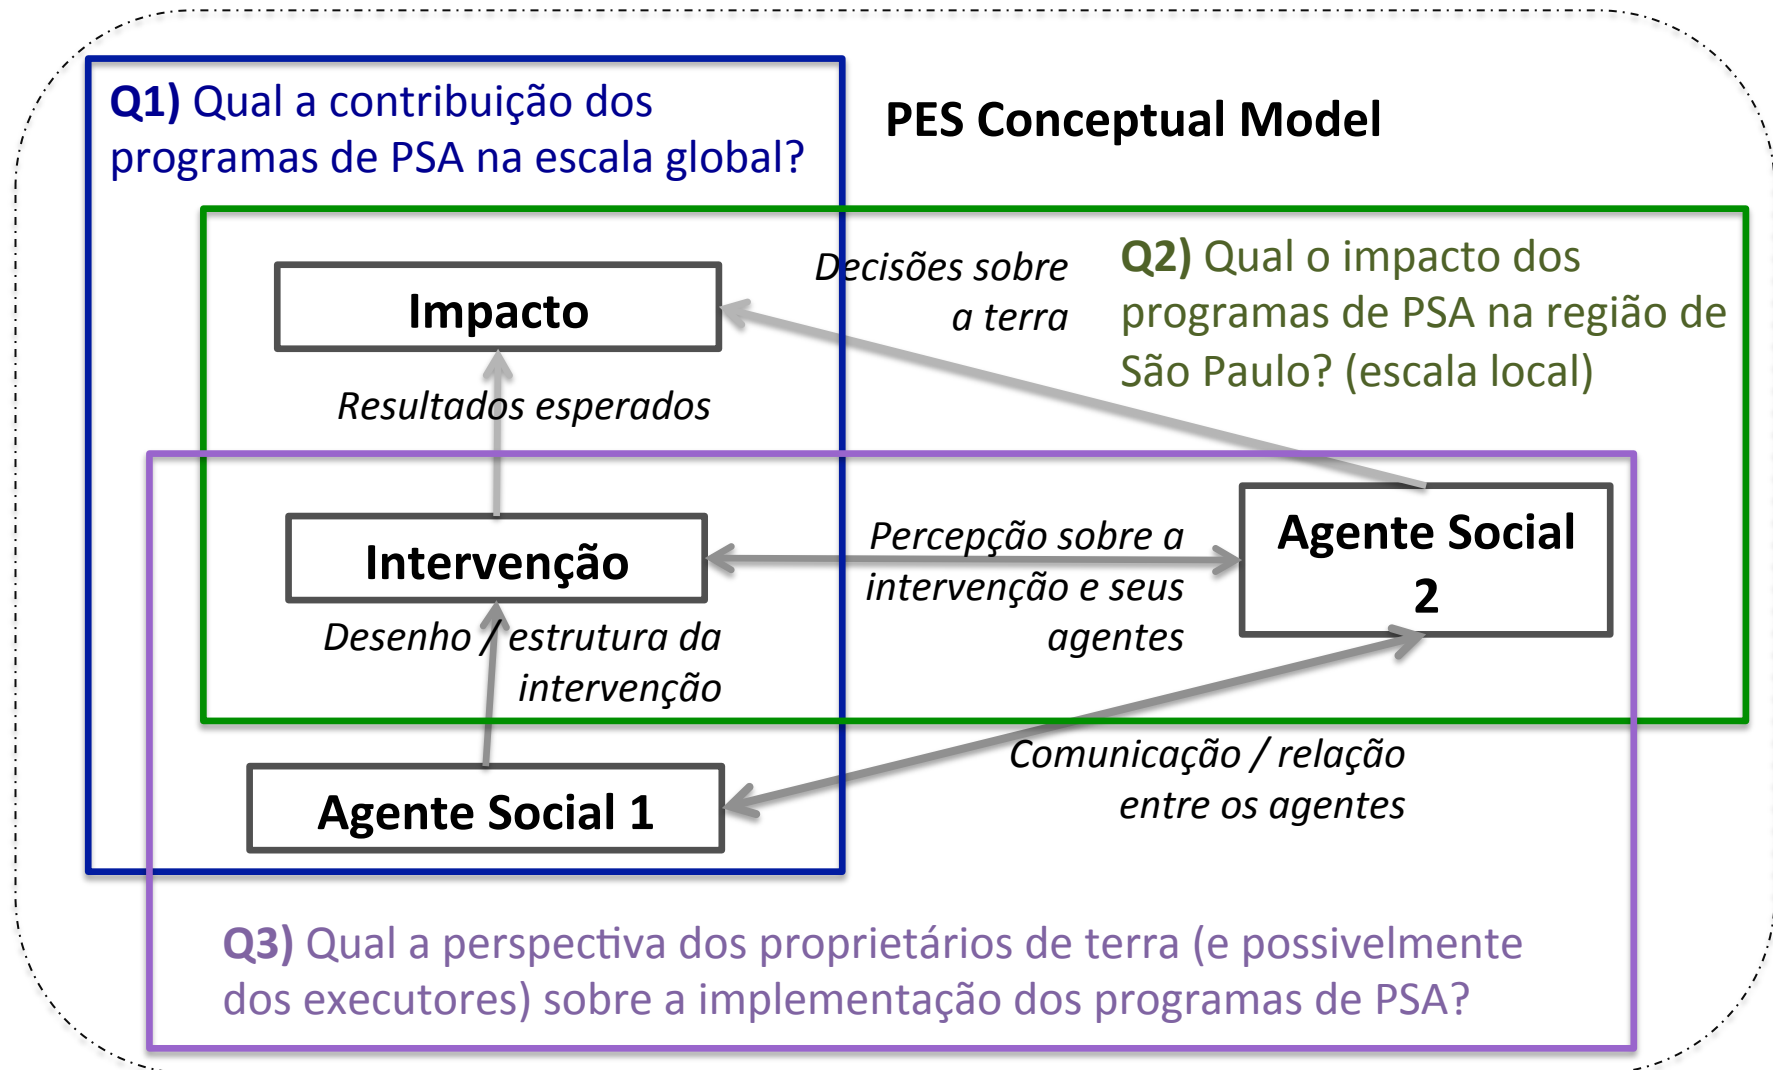 Q1) Qual a contribuição dos
programas de PSA na escala global?
PES Conceptual Model
Q2) Qual o impacto dos
programas de PSA na região de
São Paulo? (escala local)
Decisões sobre
a terra
Impacto
Resultados esperados
Intervenção
Percepção sobre a
intervenção e seus
agentes
Agente Social
2
Desenho / estrutura da
intervenção
Agente Social 1
Comunicação / relação
entre os agentes
Q3) Qual a perspectiva dos proprietários de terra (e possivelmente
dos executores) sobre a implementação dos programas de PSA?